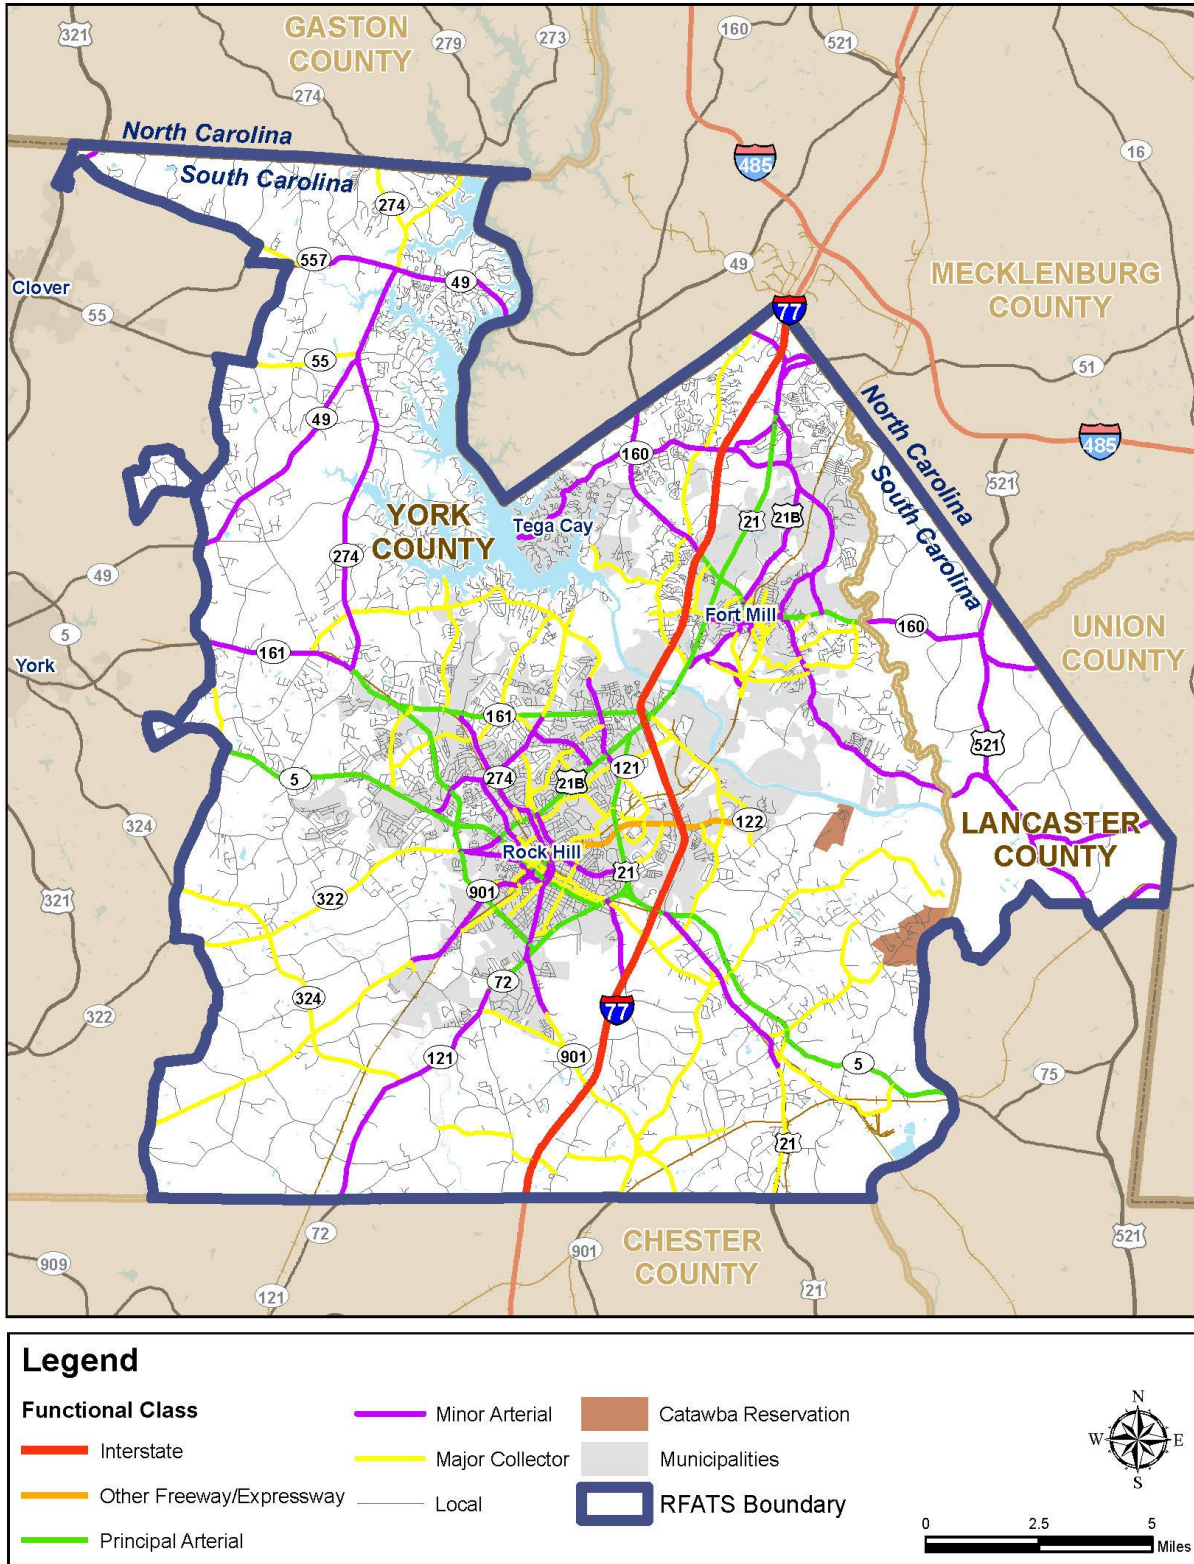 321
GASTON
COUNTY
279
273
160
521
274
North Carolina
485
16
South Carolina
274
557
49
49
MECKLENBURG
COUNTY
Clover
77
55
55
51
North Carolina
49
485
160
South Carolina
521
YORK
COUNTY
Tega Cay
21
21B
274
49
Fort Mill
160
5
UNION
COUNTY
161
York
161
521
5
274
21B
121
122
324
LANCASTER
COUNTY
Rock Hill
21
901
322
321
72
324
77
322
121
901
5
75
21
72
CHESTER
COUNTY
901
521
909
121
21
Legend
Functional Class
Interstate
Other Freeway/Expressway
Principal Arterial
Minor Arterial
Major Collector
Local
Catawba Reservation
Municipalities
RFATS Boundary
N
W
E
S
0
2.5
5
Miles